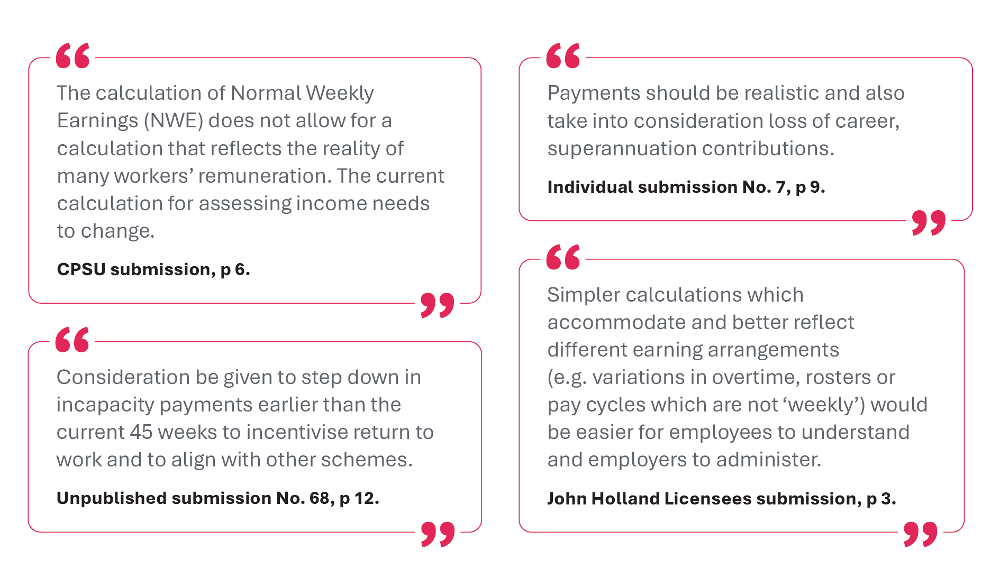 “
The calculation of Normal Weekly
Earnings (NWE) does not allow for a
calculation that reflects the reality of
many workers’ remuneration. The current
calculation for assessing income needs
to change.
CPSU submission, p 6.
”
“
Consideration be given to step down in
incapacity payments earlier than the
current 45 weeks to incentivise return to
work and to align with other schemes.
Unpublished submission No. 68, p 12.
”
“
Payments should be realistic and also
take into consideration loss of career,
superannuation contributions.
Individual submission No. 7, p 9.
”
“
Simpler calculations which
accommodate and better reflect
different earning arrangements
(e.g. variations in overtime, rosters or
pay cycles which are not ‘weekly’) would
be easier for employees to understand
and employers to administer.
John Holland Licensees submission, p 3.
”